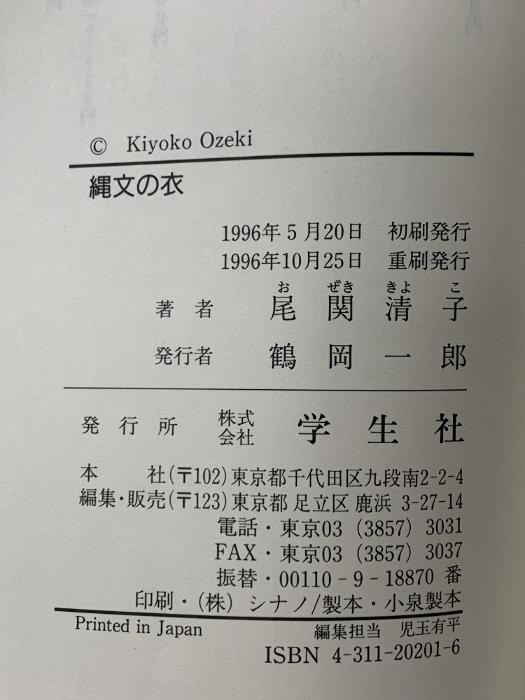 © Kiyoko Ozeki
縄文の衣
1996年5月20日 初刷発行
1996年10月25日 重刷発行
お ぜき きよ こ
著者 尾関清子
発行者 鶴岡一郎
発行所 株式会社 学生社
本 社(〒102)東京都千代田区九段南2-2-4
編集・販売(〒123)東京都 足立区 鹿浜 3-27-14
電話・東京03 (3857) 3031
FAX・東京03 (3857) 3037
振替・00110-9-18870 番
印刷・(株) シナノ/製本・小泉製本
Printed in Japan 編集担当 児玉有平
ISBN 4-311-20201-6